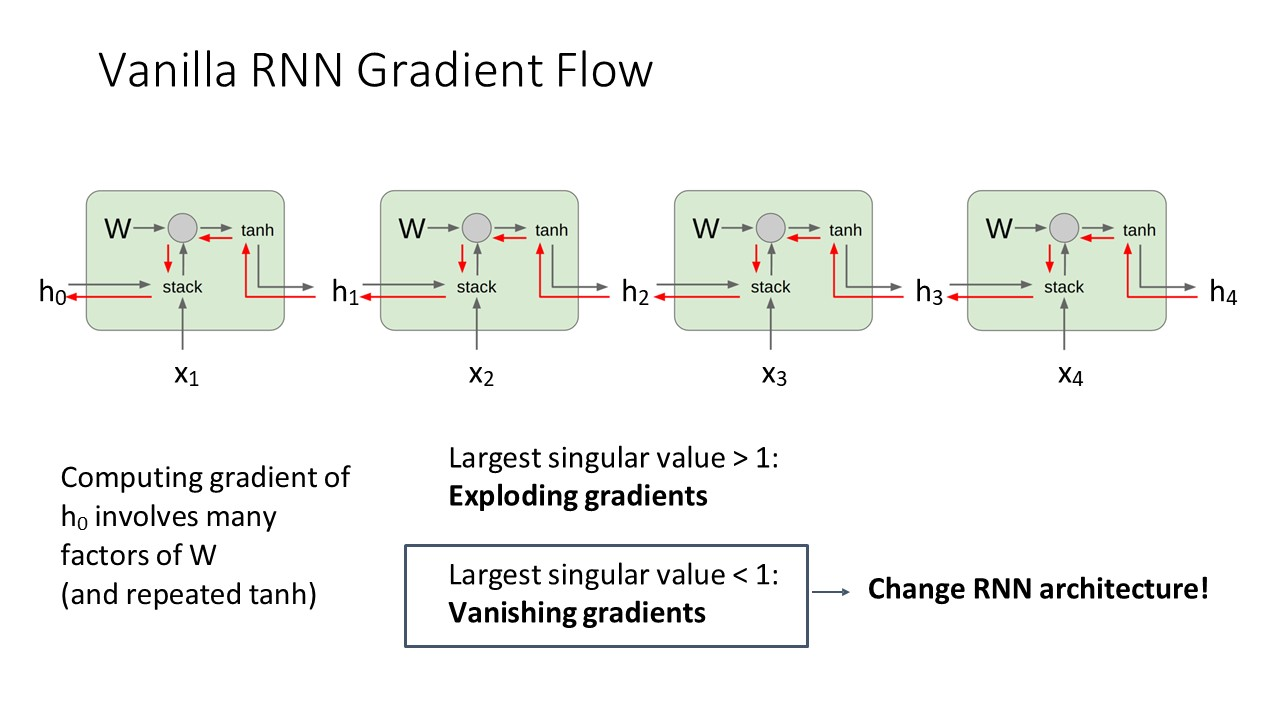 Vanilla RNN Gradient Flow
W tanh
h₀ stack
x₁
W tanh
h₁ stack
x₂
W tanh
h₂ stack
x₃
W tanh
h₃ stack h₄
x₄
Computing gradient of
h₀ involves many
factors of W
(and repeated tanh)
Largest singular value > 1:
Exploding gradients
Largest singular value < 1:
Vanishing gradients
Change RNN architecture!